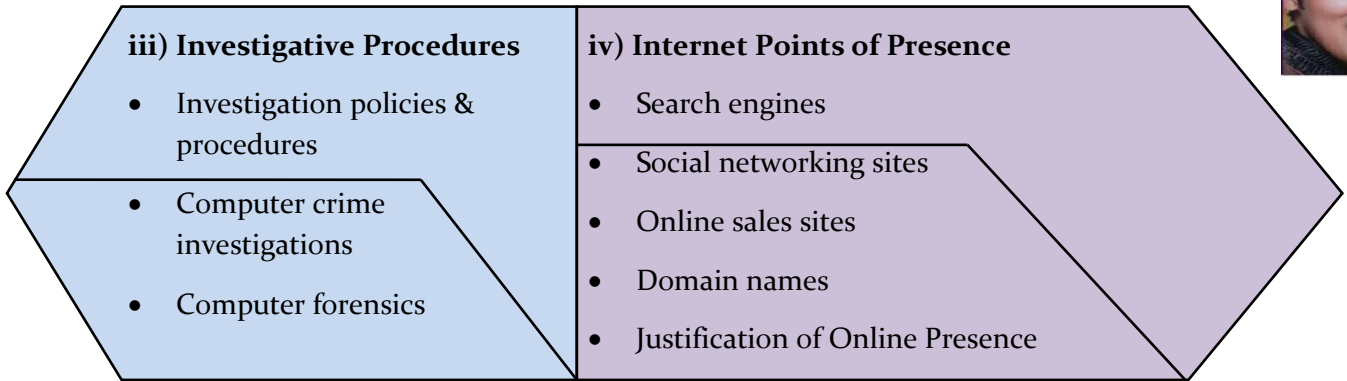 iii) Investigative Procedures
• Investigation policies &
procedures
• Computer crime
investigations
• Computer forensics
iv) Internet Points of Presence
• Search engines
• Social networking sites
• Online sales sites
• Domain names
• Justification of Online Presence